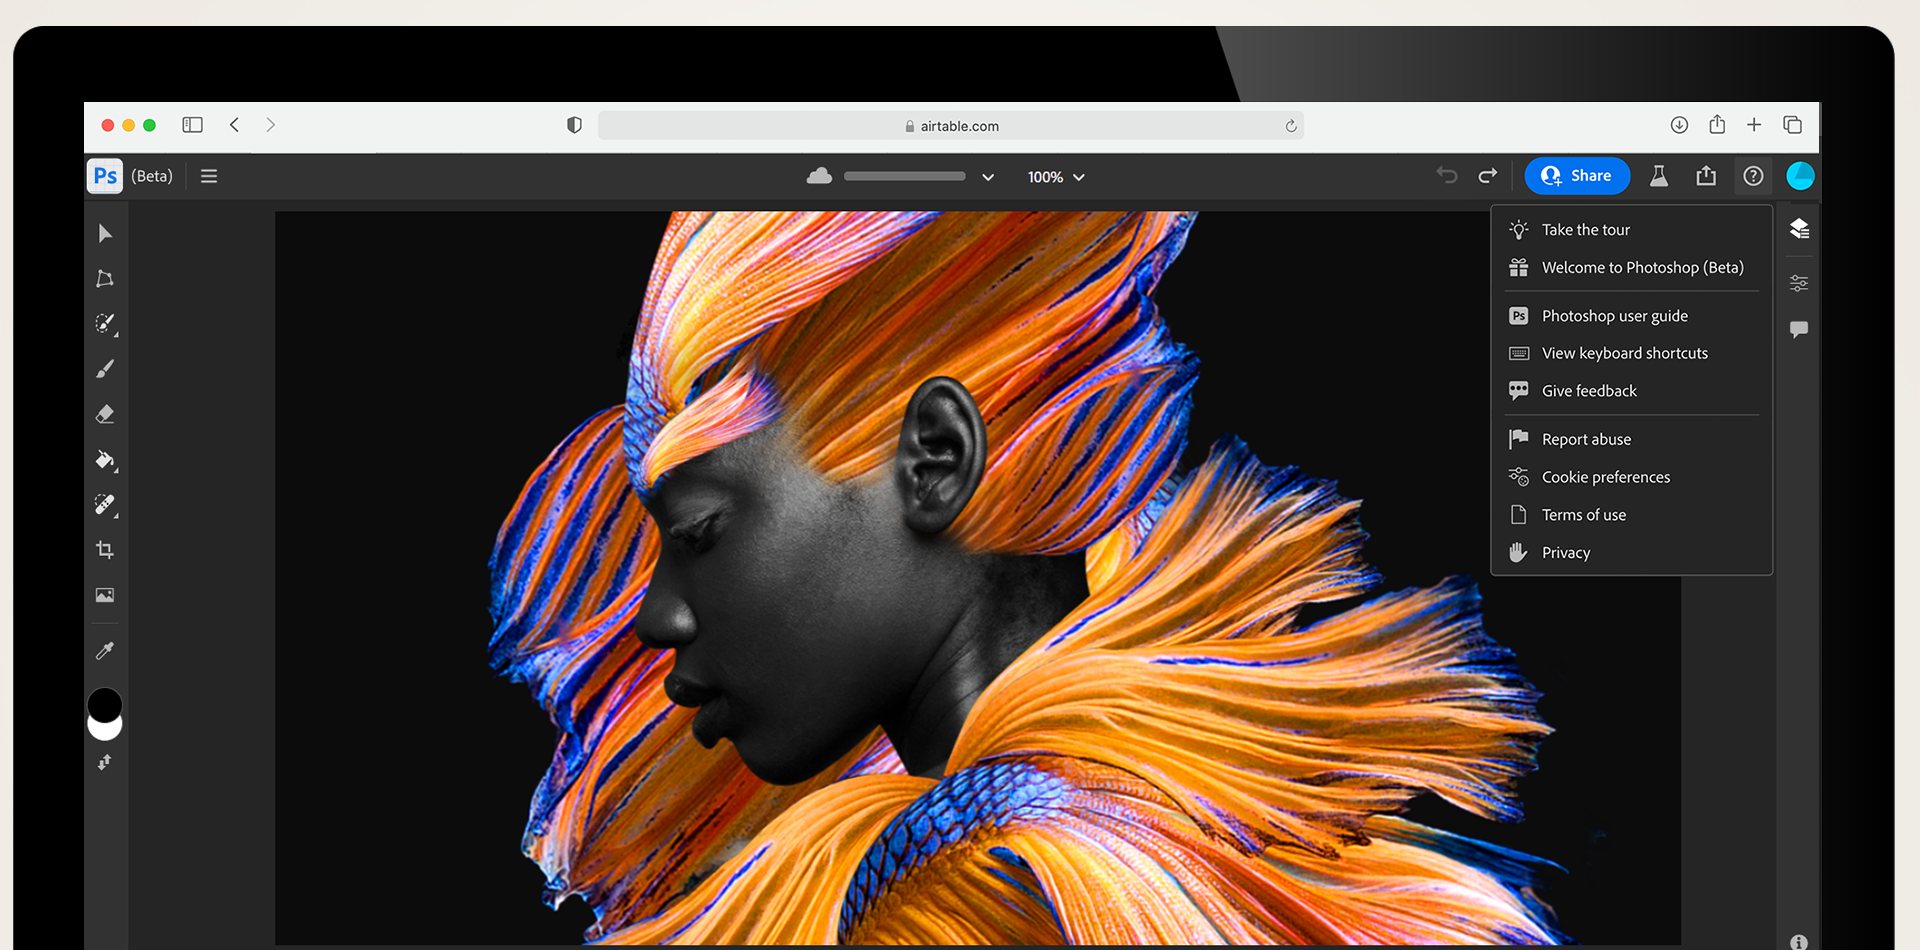 airtable.com
Ps (Beta)
100%
Share
Take the tour
Welcome to Photoshop (Beta)
Ps Photoshop user guide
View keyboard shortcuts
Give feedback
Report abuse
Cookie preferences
Terms of use
Privacy